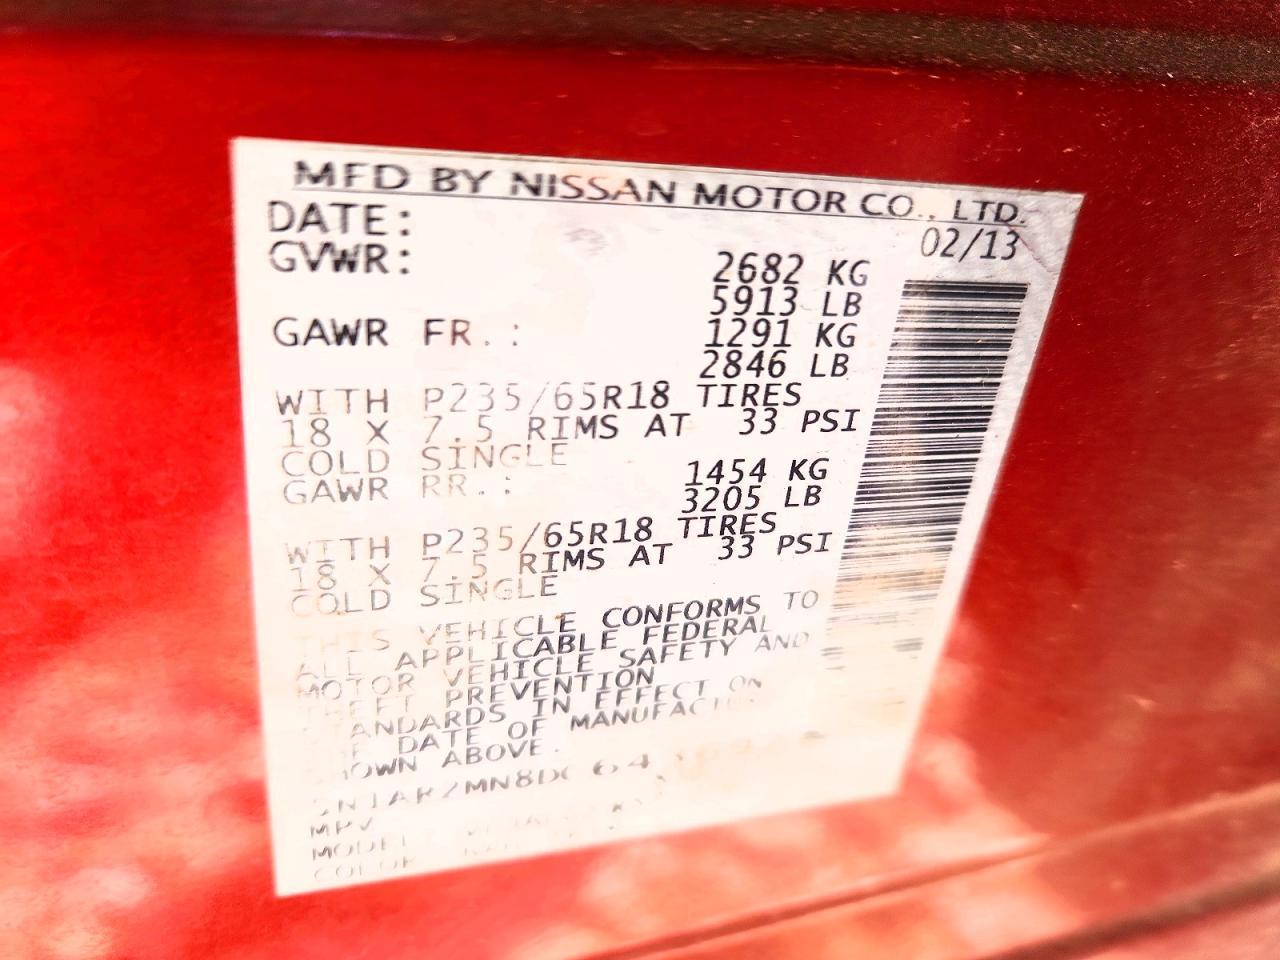 MFD BY NISSAN MOTOR CO., LTD.
DATE: 02/13
GVWR: 2682 KG
5913 LB
GAWR FR.: 1291 KG
2846 LB
WITH P235/65R18 TIRES
18 X 7.5 RIMS AT 33 PSI
COLD SINGLE
GAWR RR.: 1454 KG
3205 LB
WITH P235/65R18 TIRES
18 X 7.5 RIMS AT 33 PSI
COLD SINGLE
THIS VEHICLE CONFORMS TO
ALL APPLICABLE FEDERAL
MOTOR VEHICLE SAFETY AND
THEFT PREVENTION
STANDARDS IN EFFECT ON
THE DATE OF
ABOVE.
MPV
MODEL
COLOR